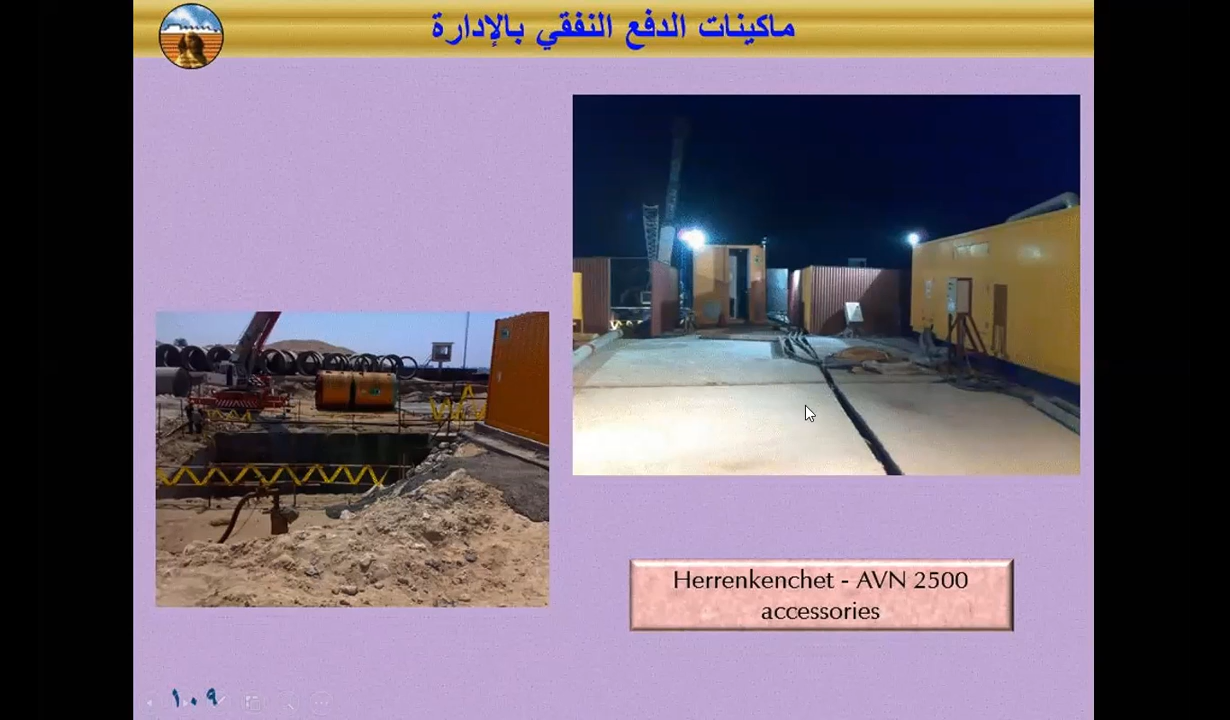 ماكينات الدفع النفقي بالإدارة
Herrenkenchet - AVN 2500
accessories
١٠٩